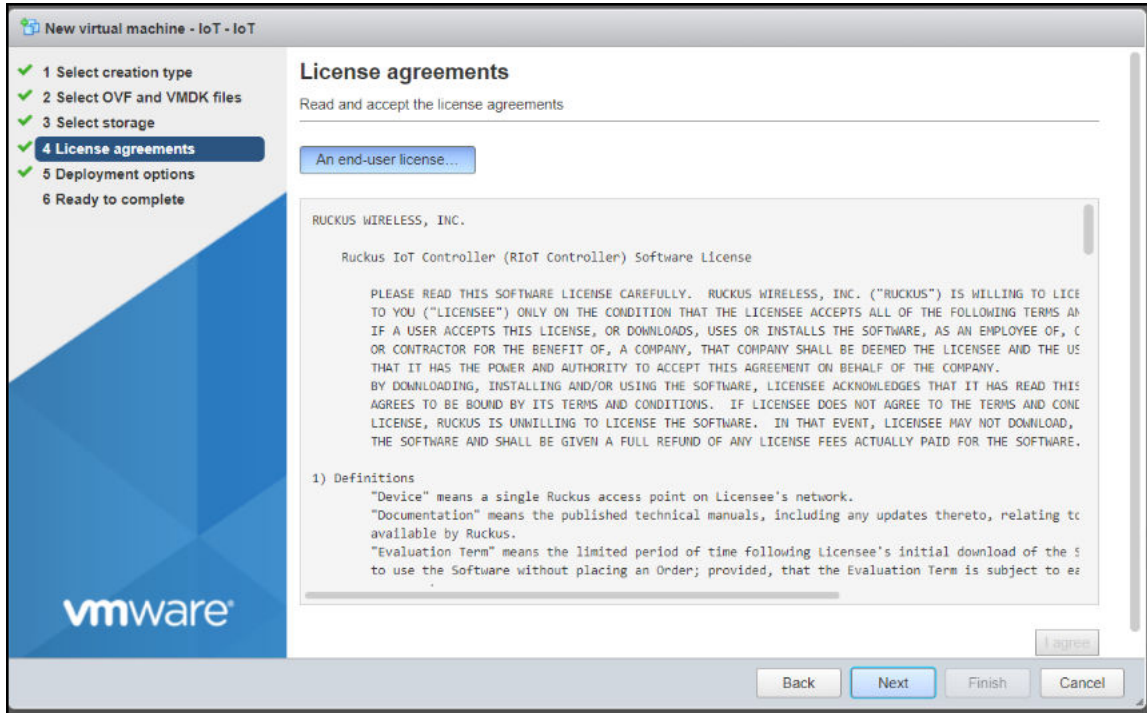 New virtual machine - IoT - IoT
1 Select creation type
2 Select OVF and VMDK files
3 Select storage
4 License agreements
5 Deployment options
6 Ready to complete
vmware
License agreements
Read and accept the license agreements
An end-user license...
RUCKUS WIRELESS, INC.
Ruckus IoT Controller (RIoT Controller) Software License
PLEASE READ THIS SOFTWARE LICENSE CAREFULLY. RUCKUS WIRELESS, INC. ("RUCKUS") IS WILLING TO LICE
TO YOU ("LICENSEE") ONLY ON THE CONDITION THAT THE LICENSEE ACCEPTS ALL OF THE FOLLOWING TERMS AN
IF A USER ACCEPTS THIS LICENSE, OR DOWNLOADS, USES OR INSTALLS THE SOFTWARE, AS AN EMPLOYEE OF,
OR CONTRACTOR FOR THE BENEFIT OF, A COMPANY, THAT COMPANY SHALL BE DEEMED THE LICENSEE AND THE US
THAT IT HAS THE POWER AND AUTHORITY TO ACCEPT THIS AGREEMENT ON BEHALF OF THE COMPANY.
BY DOWNLOADING, INSTALLING AND/OR USING THE SOFTWARE, LICENSEE ACKNOWLEDGES THAT IT HAS READ THIS
AGREES TO BE BOUND BY ITS TERMS AND CONDITIONS. IF LICENSEE DOES NOT AGREE TO THE TERMS AND COND
LICENSE, RUCKUS IS UNWILLING TO LICENSE THE SOFTWARE. IN THAT EVENT, LICENSEE MAY NOT DOWNLOAD,
THE SOFTWARE AND SHALL BE GIVEN A FULL REFUND OF ANY LICENSE FEES ACTUALLY PAID FOR THE SOFTWARE.
1) Definitions
"Device" means a single Ruckus access point on Licensee's network.
"Documentation" means the published technical manuals, including any updates thereto, relating to
available by Ruckus.
"Evaluation Term" means the limited period of time following Licensee's initial download of the S
to use the Software without placing an Order; provided, that the Evaluation Term is subject to ea
I agree
Back
Next
Finish
Cancel